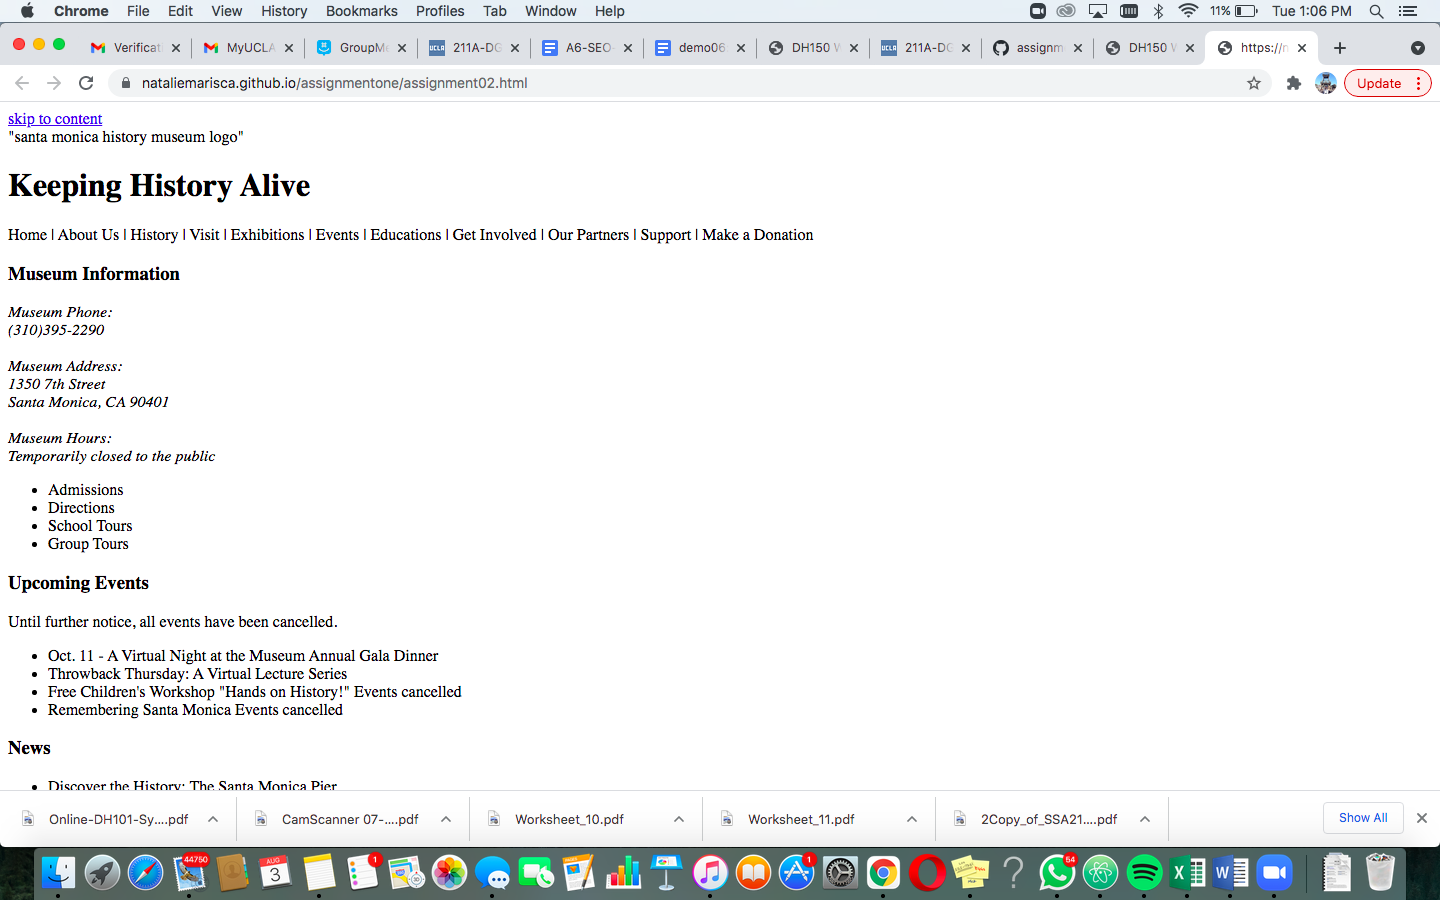 Chrome File Edit View History Bookmarks Profiles Tab Window Help 11% Tue 1:06 PM
Verificat MyUCLA GroupMe 211A-DG A6-SEO- demo06 DH150 W 211A-DG assignm DH150 W https://n
nataliemarisca.github.io/assignmentone/assignment02.html Update
skip to content
"santa monica history museum logo"
Keeping History Alive
Home | About Us | History | Visit | Exhibitions | Events | Educations | Get Involved | Our Partners | Support | Make a Donation
Museum Information
Museum Phone:
(310)395-2290
Museum Address:
1350 7th Street
Santa Monica, CA 90401
Museum Hours:
Temporarily closed to the public
• Admissions
• Directions
• School Tours
• Group Tours
Upcoming Events
Until further notice, all events have been cancelled.
• Oct. 11 - A Virtual Night at the Museum Annual Gala Dinner
• Throwback Thursday: A Virtual Lecture Series
• Free Children's Workshop "Hands on History!" Events cancelled
• Remembering Santa Monica Events cancelled
News
• Discover the History: The Santa Monica Pier
Online-DH101-Sy....pdf CamScanner 07-....pdf Worksheet_10.pdf Worksheet_11.pdf 2Copy_of_SSA21....pdf Show All
44750 AUG 3 1 1 54